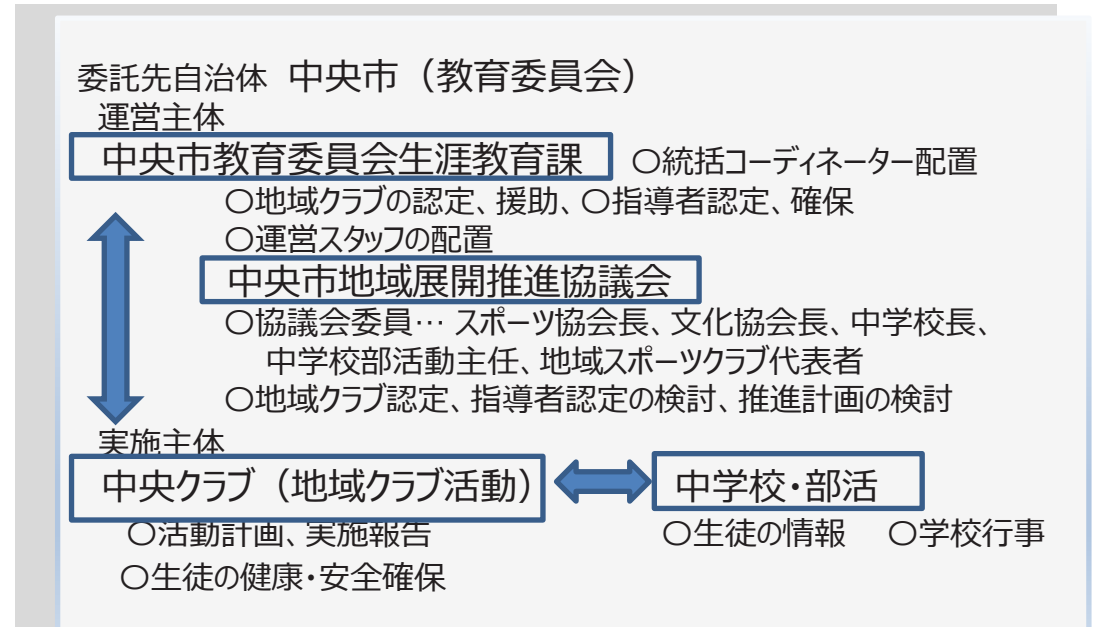 委託先自治体 中央市（教育委員会）
運営主体
中央市教育委員会生涯教育課 〇統括コーディネーター配置
〇地域クラブの認定、援助、〇指導者認定、確保
〇運営スタッフの配置
中央市地域展開推進協議会
〇協議会委員… スポーツ協会長、文化協会長、中学校長、
中学校部活動主任、地域スポーツクラブ代表者
〇地域クラブ認定、指導者認定の検討、推進計画の検討
実施主体
中央クラブ（地域クラブ活動） 中学校・部活
〇活動計画、実施報告 〇生徒の情報 〇学校行事
〇生徒の健康・安全確保